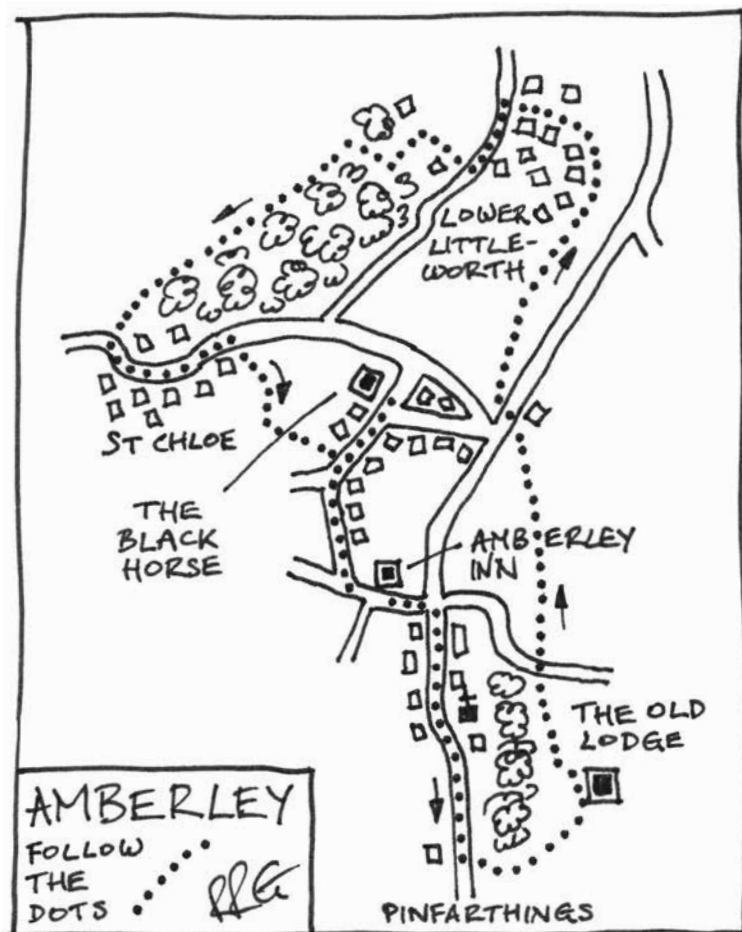 LOWER
LITTLE-
WORTH
ST CHLOE
THE
BLACK
HORSE
AMBERLEY
INN
THE OLD
LODGE
AMBERLEY
FOLLOW
THE
DOTS
PINFARTHINGS